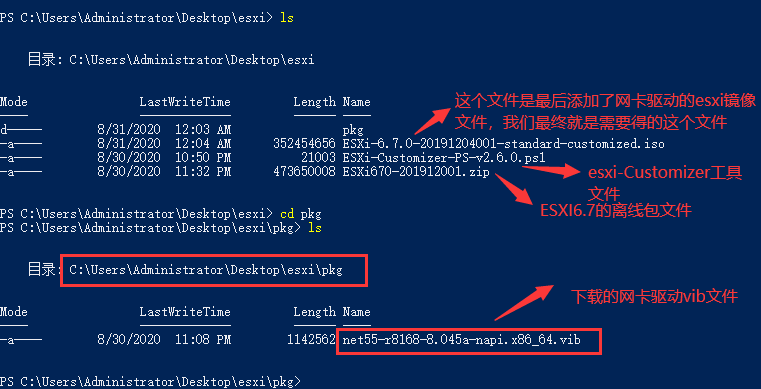 PS C:\Users\Administrator\Desktop\esxi> ls
目录: C:\Users\Administrator\Desktop\esxi
Mode LastWriteTime Length Name
---- ------------- ------ ----
d----- 8/31/2020 12:03 AM pkg
-a---- 8/31/2020 12:04 AM 352454656 ESXi-6.7.0-20191204001-standard-customized.iso
-a---- 8/30/2020 10:50 PM 21003 ESXi-Customizer-PS-v2.6.0.ps1
-a---- 8/30/2020 11:32 PM 473650008 ESXi670-201912001.zip
这个文件是最后添加了网卡驱动的esxi镜像
文件，我们最终就是需要得的这个文件
esxi-Customizer工具
文件
ESXI6.7的离线包文件
PS C:\Users\Administrator\Desktop\esxi> cd pkg
PS C:\Users\Administrator\Desktop\esxi\pkg> ls
目录: C:\Users\Administrator\Desktop\esxi\pkg
下载的网卡驱动vib文件
Mode LastWriteTime Length Name
---- ------------- ------ ----
-a---- 8/30/2020 11:08 PM 1142562 net55-r8168-8.045a-napi.x86_64.vib
PS C:\Users\Administrator\Desktop\esxi\pkg>